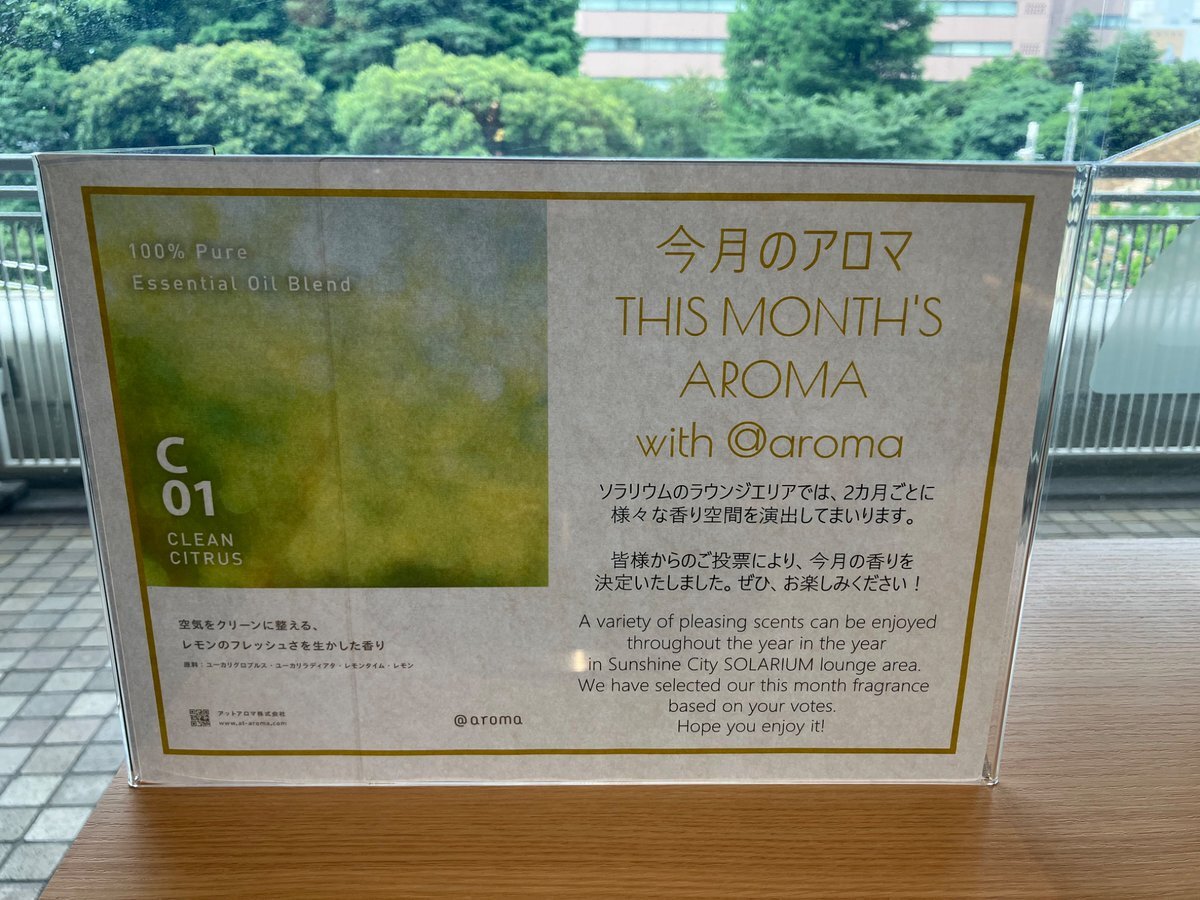 100% Pure
Essential Oil Blend
C
01
CLEAN
CITRUS
空気をクリーンに整える、
レモンのフレッシュさを生かした香り
原料：ユーカリグロブルス・ユーカリラディアタ・レモンタイム・レモン
アットアロマ株式会社
www.at-aroma.com
@aroma
今月のアロマ
THIS MONTH'S
AROMA
with @aroma
ソラリウムのラウンジエリアでは、2カ月ごとに
様々な香り空間を演出してまいります。
皆様からのご投票により、今月の香りを
決定いたしました。ぜひ、お楽しみください！
A variety of pleasing scents can be enjoyed
throughout the year in the year
in Sunshine City SOLARIUM lounge area.
We have selected our this month fragrance
based on your votes.
Hope you enjoy it!